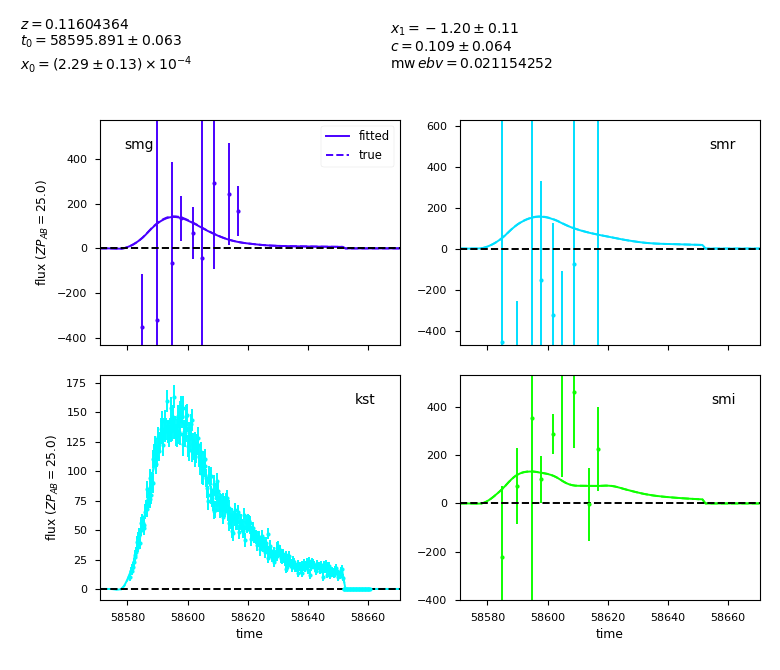 z = 0.11604364
t₀ = 58595.891 ± 0.063
x₀ = (2.29 ± 0.13) × 10⁻⁴
x₁ = −1.20 ± 0.11
c = 0.109 ± 0.064
mw ebv = 0.021154252
smg
fitted
true
400
200
0
−200
−400
flux (ZP_AB = 25.0)
smr
600
400
200
0
−200
−400
kst
175
150
125
100
75
50
25
0
flux (ZP_AB = 25.0)
58580 58600 58620 58640 58660
time
smi
400
200
0
−200
−400
58580 58600 58620 58640 58660
time